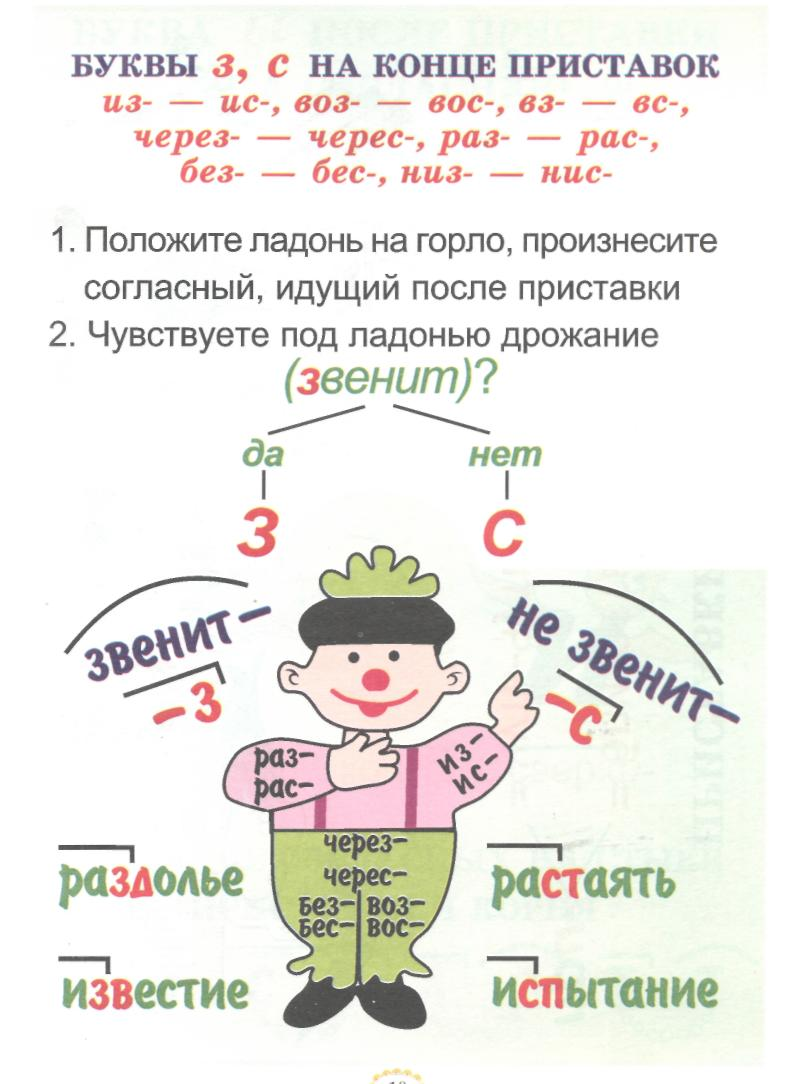 БУКВЫ З, С НА КОНЦЕ ПРИСТАВОК
из- — ис-, воз- — вос-, вз- — вс-,
через- — черес-, раз- — рас-,
без- — бес-, низ- — нис-
1. Положите ладонь на горло, произнесите
согласный, идущий после приставки
2. Чувствуете под ладонью дрожание
(звенит)?
да нет
З С
звенит– не звенит–
–з –с
раз– из–
рас– ис–
через–
черес–
без– воз–
бес– вос–
раздолье растаять
известие испытание